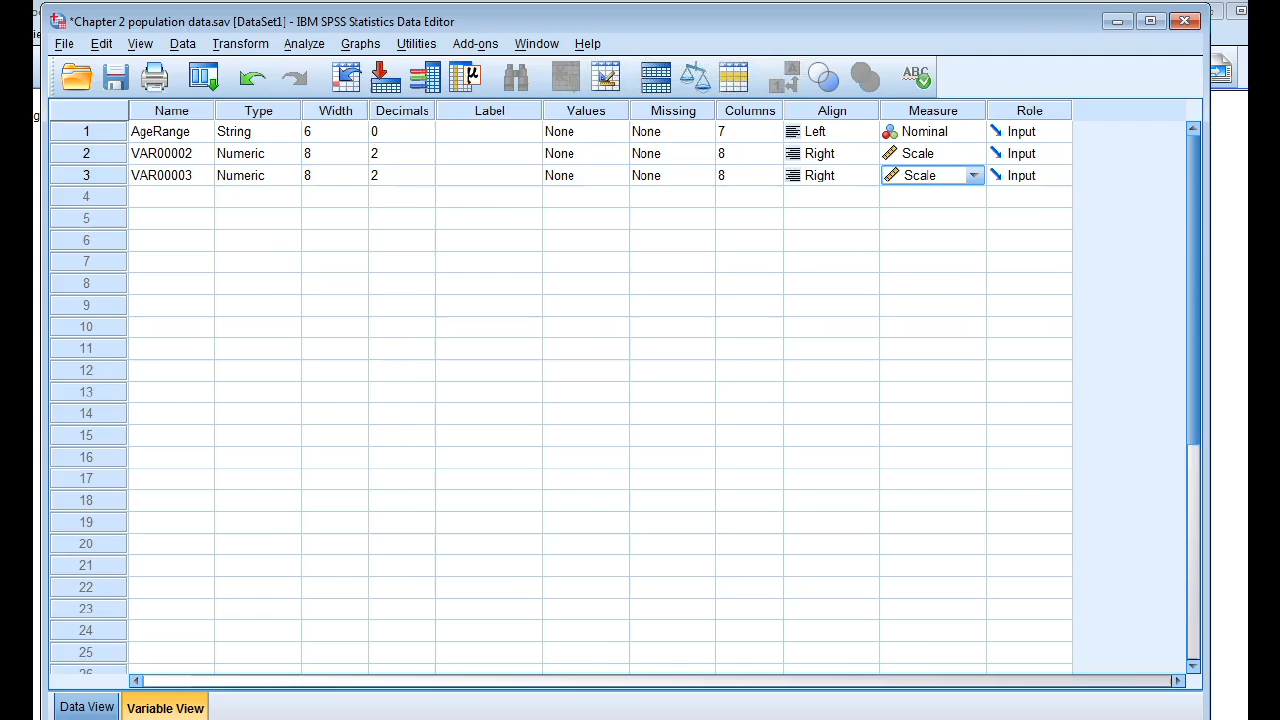 *Chapter 2 population data.sav [DataSet1] - IBM SPSS Statistics Data Editor
File Edit View Data Transform Analyze Graphs Utilities Add-ons Window Help
ABC
Name Type Width Decimals Label Values Missing Columns Align Measure Role
1 AgeRange String 6 0 None None 7 Left Nominal Input
2 VAR00002 Numeric 8 2 None None 8 Right Scale Input
3 VAR00003 Numeric 8 2 None None 8 Right Scale Input
4
5
6
7
8
9
10
11
12
13
14
15
16
17
18
19
20
21
22
23
24
25
26
Data View Variable View